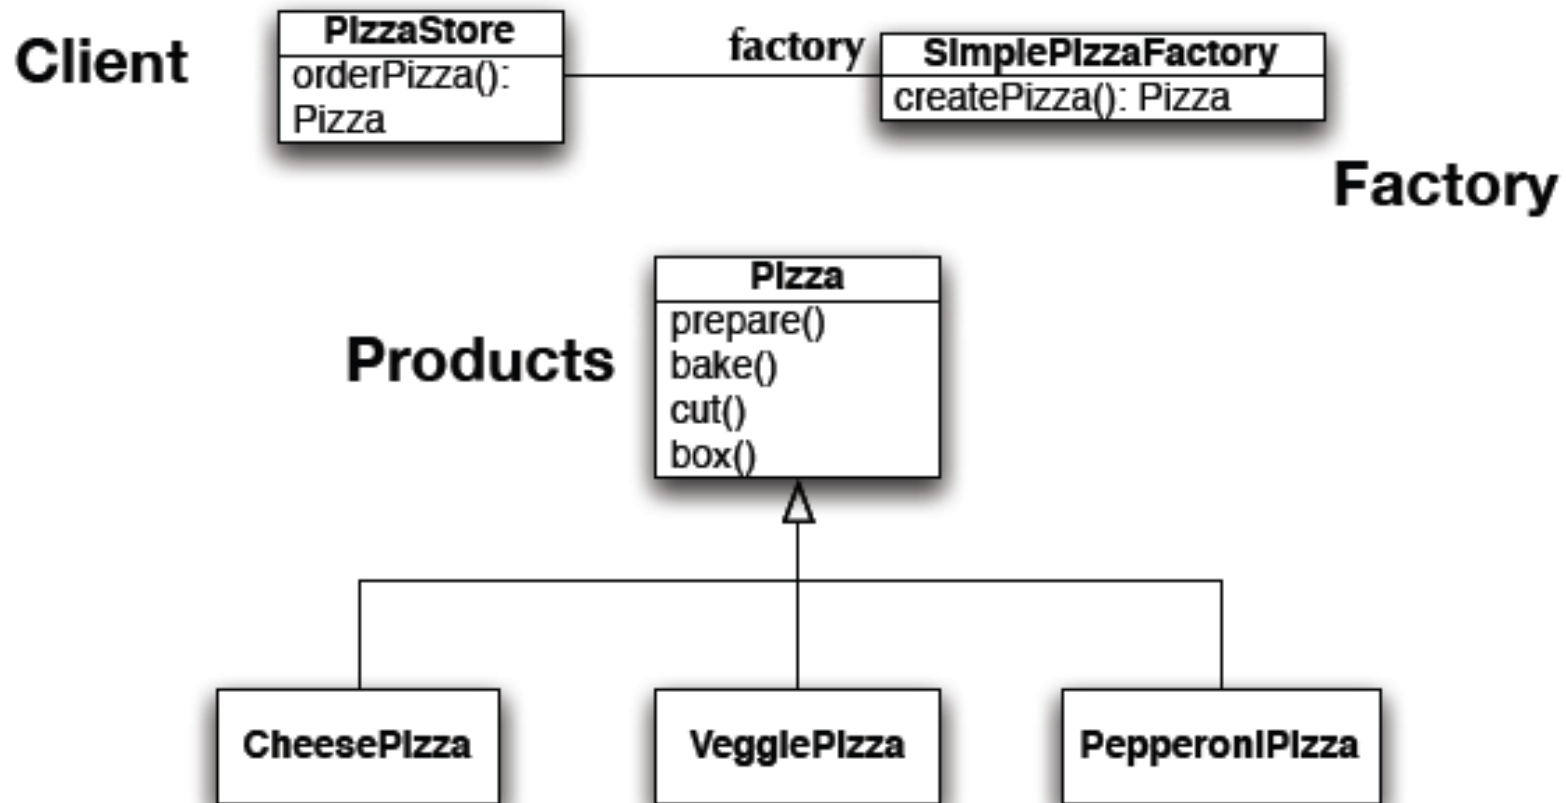 Client
PizzaStore
orderPizza():
Pizza
factory
SimplePizzaFactory
createPizza(): Pizza
Factory
Products
Pizza
prepare()
bake()
cut()
box()
CheesePizza
VeggiePizza
PepperoniPizza